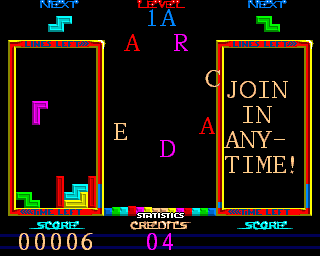 NEXT LEVEL NEXT
1A
A R
C
E A
D
JOIN
IN
ANY-
TIME!
STATISTICS
SCORE CREDITS SCORE
00006 04